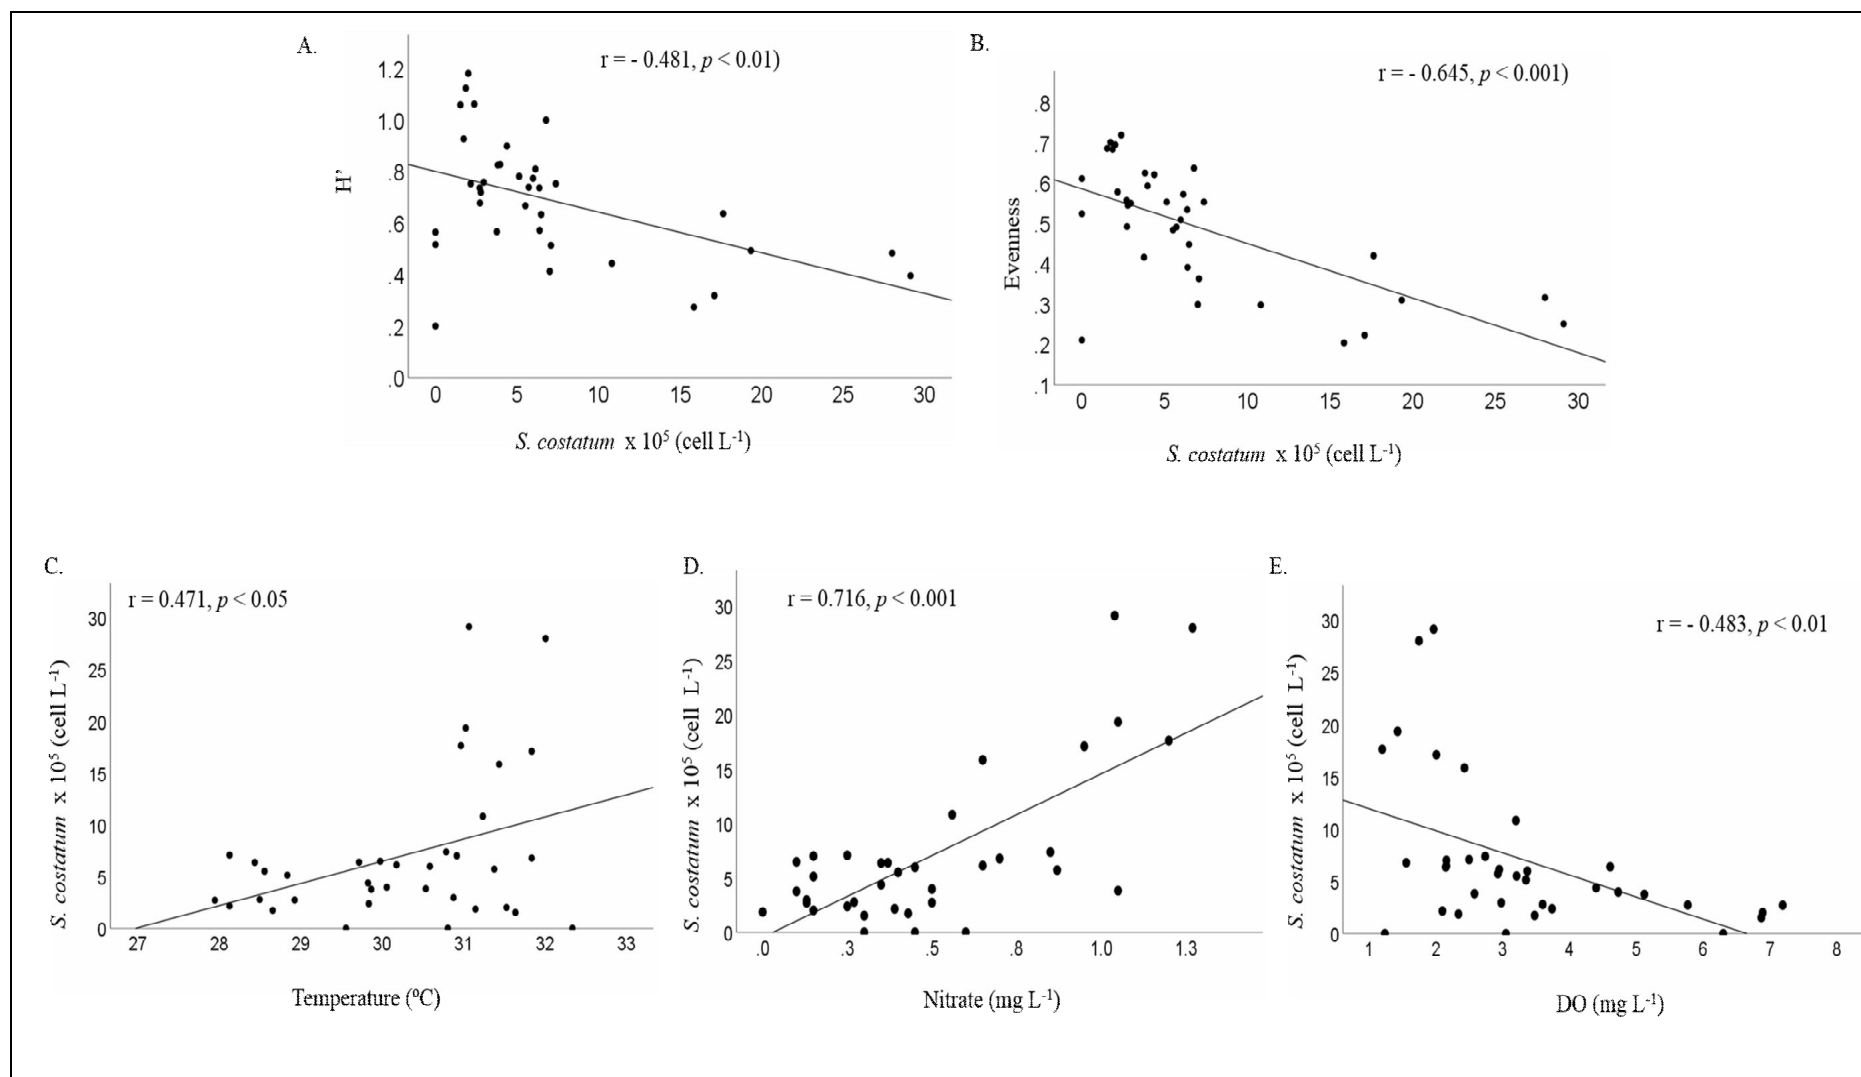 A.
r = - 0.481, p < 0.01)
1.2
1.0
.8
.6
.4
.2
.0
H'
0 5 10 15 20 25 30
S. costatum x 10⁵ (cell L⁻¹)
B.
r = - 0.645, p < 0.001)
.8
.7
.6
.5
.4
.3
.2
.1
Evenness
0 5 10 15 20 25 30
S. costatum x 10⁵ (cell L⁻¹)
C.
r = 0.471, p < 0.05
30
25
20
15
10
5
0
S. costatum x 10⁵ (cell L⁻¹)
27 28 29 30 31 32 33
Temperature (⁰C)
D.
r = 0.716, p < 0.001
30
25
20
15
10
5
0
S. costatum x 10⁵ (cell L⁻¹)
.0 .3 .5 .8 1.0 1.3
Nitrate (mg L⁻¹)
E.
r = - 0.483, p < 0.01
30
25
20
15
10
5
0
S. costatum x 10⁵ (cell L⁻¹)
1 2 3 4 5 6 7 8
DO (mg L⁻¹)